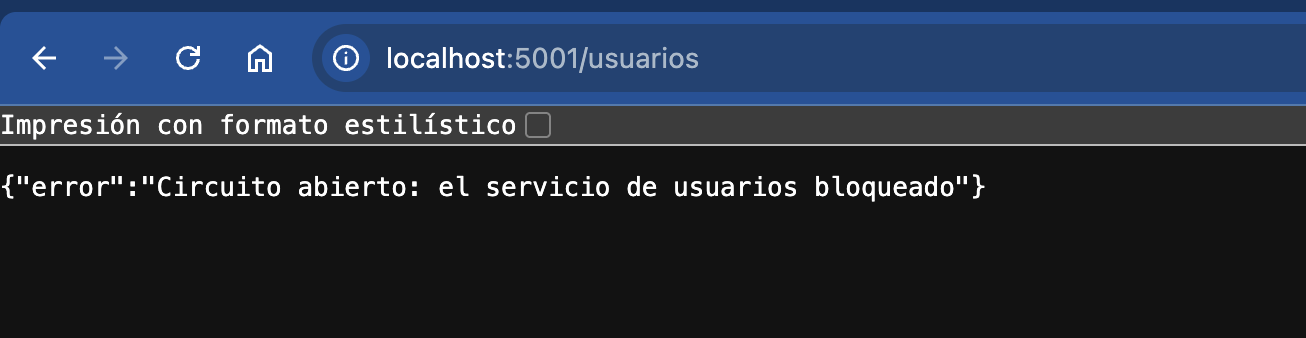 localhost:5001/usuarios
Impresión con formato estilístico
{"error":"Circuito abierto: el servicio de usuarios bloqueado"}